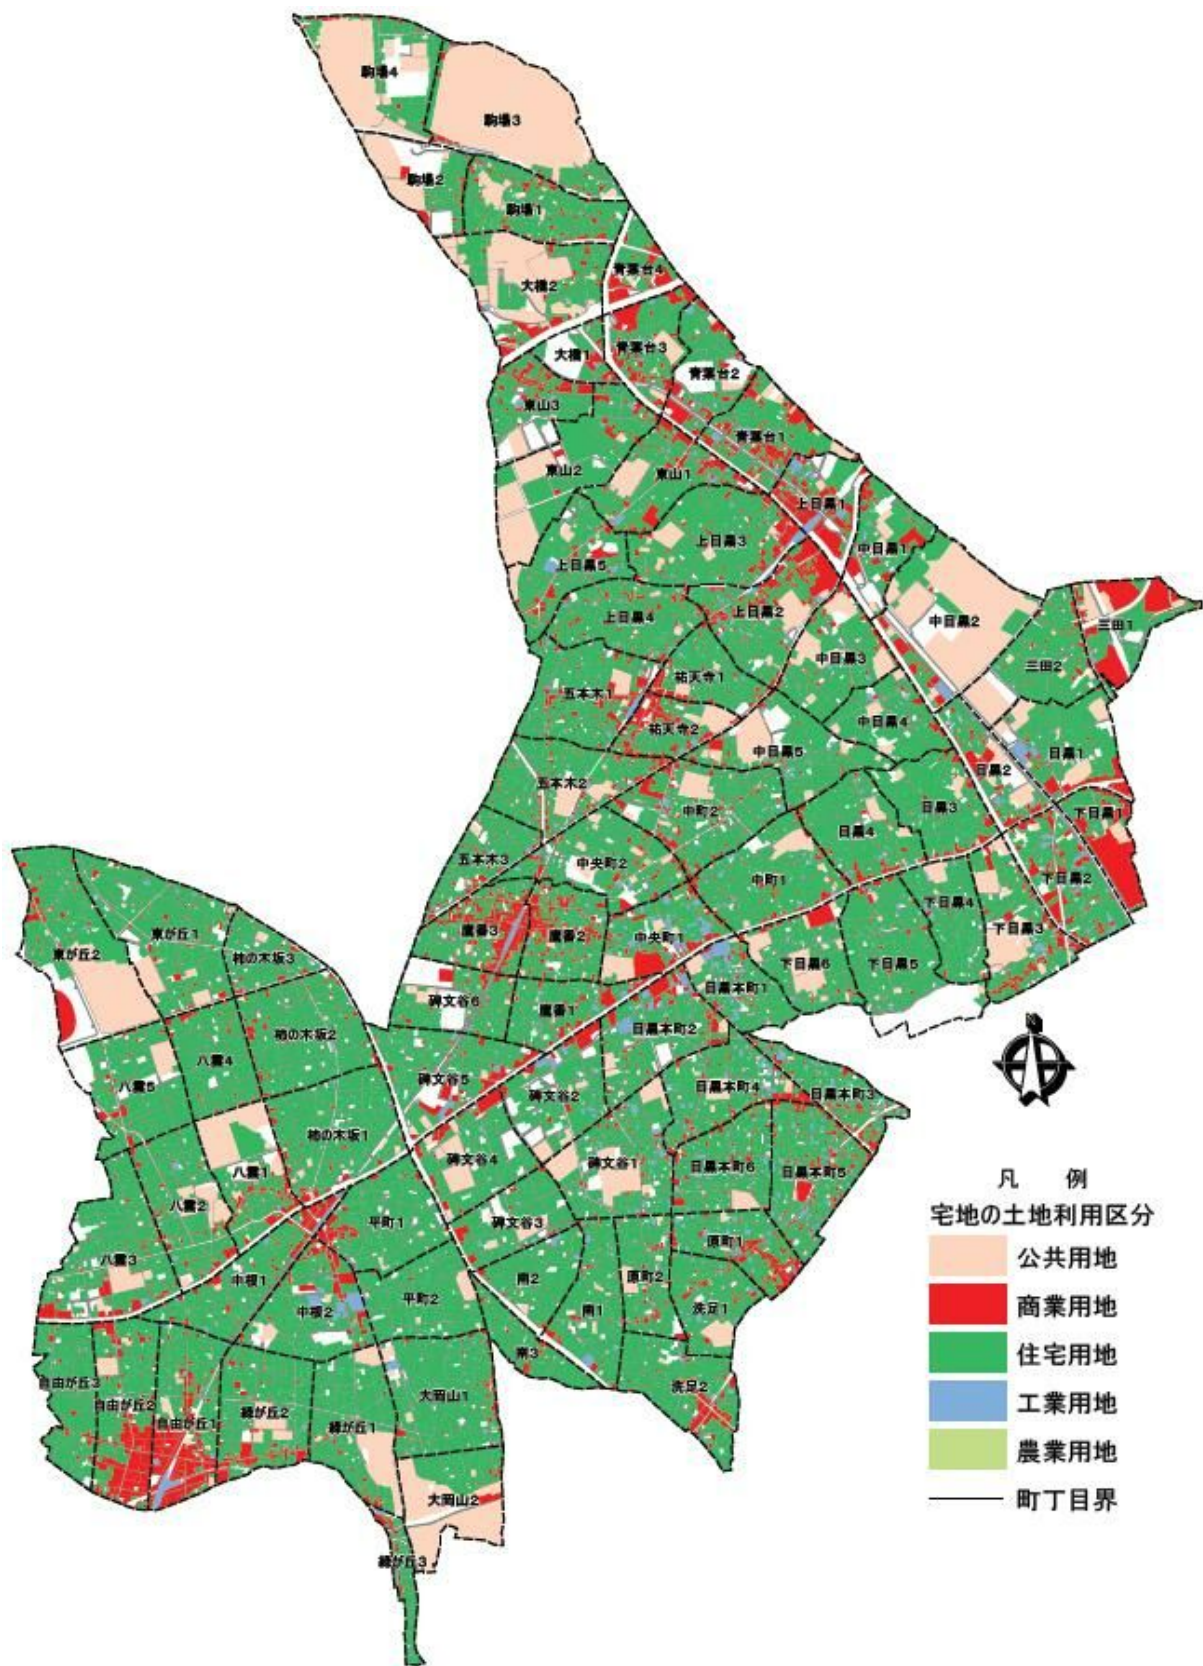 駒場4
駒場3
駒場2
駒場1
青葉台4
大橋2
大橋1
青葉台3
青葉台2
東山3
青葉台1
東山2
東山1
上目黒1
上目黒3
中目黒1
上目黒5
上目黒4
上目黒2
中目黒2
三田1
中目黒3
三田2
祐天寺1
五本木1
中目黒4
祐天寺2
中目黒5
目黒1
目黒2
五本木2
中町2
目黒3
下目黒1
目黒4
五本木3
中央町2
中町1
下目黒2
下目黒4
鷹番3
鷹番2
中央町1
下目黒3
東が丘1
東が丘2
柿の木坂3
下目黒6
下目黒5
目黒本町1
碑文谷6
鷹番1
目黒本町2
柿の木坂2
八雲4
八雲5
碑文谷5
碑文谷2
目黒本町4
目黒本町3
柿の木坂1
碑文谷4
碑文谷1
目黒本町6
目黒本町5
八雲1
八雲2
平町1
碑文谷3
原町1
八雲3
中根1
南2
原町2
平町2
中根2
南1
洗足1
南3
自由が丘3
大岡山1
洗足2
自由が丘2
自由が丘1
緑が丘2
緑が丘1
大岡山2
緑が丘3
凡 例
宅地の土地利用区分
公共用地
商業用地
住宅用地
工業用地
農業用地
町丁目界